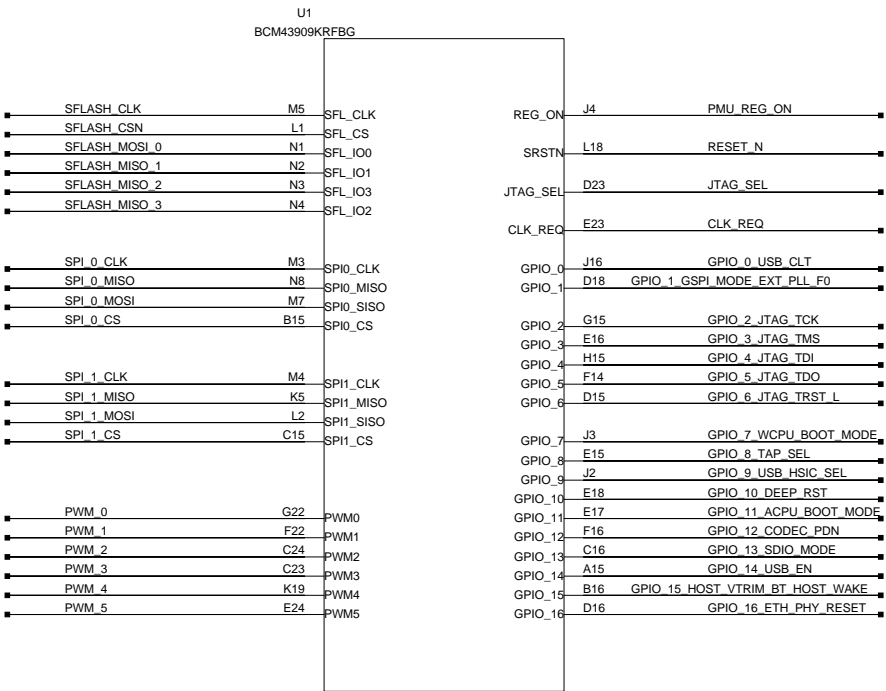 U1
BCM43909KRFBG
SFLASH_CLK M5 SFL_CLK REG_ON J4 PMU_REG_ON
SFLASH_CSN L1 SFL_CS
SFLASH_MOSI_0 N1 SFL_IO0 SRSTN L18 RESET_N
SFLASH_MISO_1 N2 SFL_IO1
SFLASH_MISO_2 N3 SFL_IO3 JTAG_SEL D23 JTAG_SEL
SFLASH_MISO_3 N4 SFL_IO2
CLK_REQ E23 CLK_REQ
SPI_0_CLK M3 SPI0_CLK GPIO_0 J16 GPIO_0_USB_CLT
SPI_0_MISO N8 SPI0_MISO GPIO_1 D18 GPIO_1_GSPI_MODE_EXT_PLL_F0
SPI_0_MOSI M7 SPI0_SISO
SPI_0_CS B15 SPI0_CS GPIO_2 G15 GPIO_2_JTAG_TCK
GPIO_3 E16 GPIO_3_JTAG_TMS
GPIO_4 H15 GPIO_4_JTAG_TDI
SPI_1_CLK M4 SPI1_CLK GPIO_5 F14 GPIO_5_JTAG_TDO
SPI_1_MISO K5 SPI1_MISO GPIO_6 D15 GPIO_6_JTAG_TRST_L
SPI_1_MOSI L2 SPI1_SISO
SPI_1_CS C15 SPI1_CS GPIO_7 J3 GPIO_7_WCPU_BOOT_MODE
GPIO_8 E15 GPIO_8_TAP_SEL
GPIO_9 J2 GPIO_9_USB_HSIC_SEL
GPIO_10 E18 GPIO_10_DEEP_RST
PWM_0 G22 PWM0 GPIO_11 E17 GPIO_11_ACPU_BOOT_MODE
PWM_1 F22 PWM1 GPIO_12 F16 GPIO_12_CODEC_PDN
PWM_2 C24 PWM2 GPIO_13 C16 GPIO_13_SDIO_MODE
PWM_3 C23 PWM3 GPIO_14 A15 GPIO_14_USB_EN
PWM_4 K19 PWM4 GPIO_15 B16 GPIO_15_HOST_VTRIM_BT_HOST_WAKE
PWM_5 E24 PWM5 GPIO_16 D16 GPIO_16_ETH_PHY_RESET